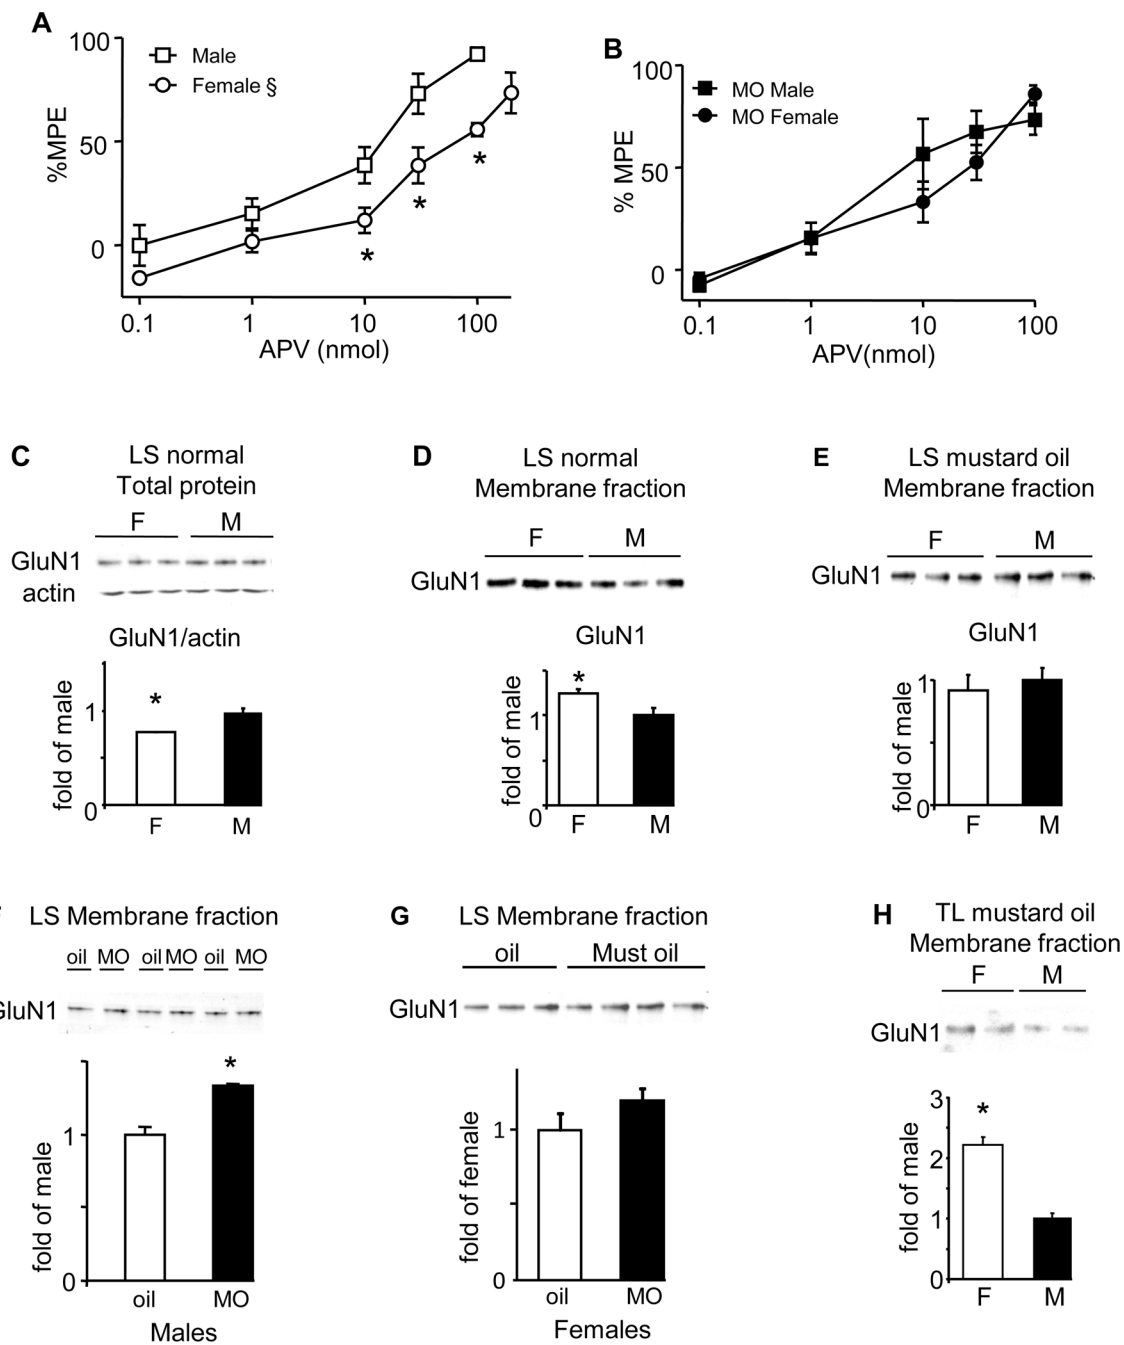 A
100
50
0
%MPE
Male
Female §
*
*
*
0.1 1 10 100
APV (nmol)
B
100
50
0
% MPE
MO Male
MO Female
0.1 1 10 100
APV(nmol)
C
LS normal
Total protein
F M
GluN1
actin
GluN1/actin
fold of male
1
0
*
F M
D
LS normal
Membrane fraction
F M
GluN1
GluN1
fold of male
1
0
*
F M
E
LS mustard oil
Membrane fraction
F M
GluN1
GluN1
fold of male
1
0
F M
LS Membrane fraction
oil MO oil MO oil MO
GluN1
fold of male
1
0
*
oil MO
Males
G
LS Membrane fraction
oil Must oil
GluN1
fold of female
1
0
oil MO
Females
H
TL mustard oil
Membrane fraction
F M
GluN1
fold of male
3
2
1
0
*
F M